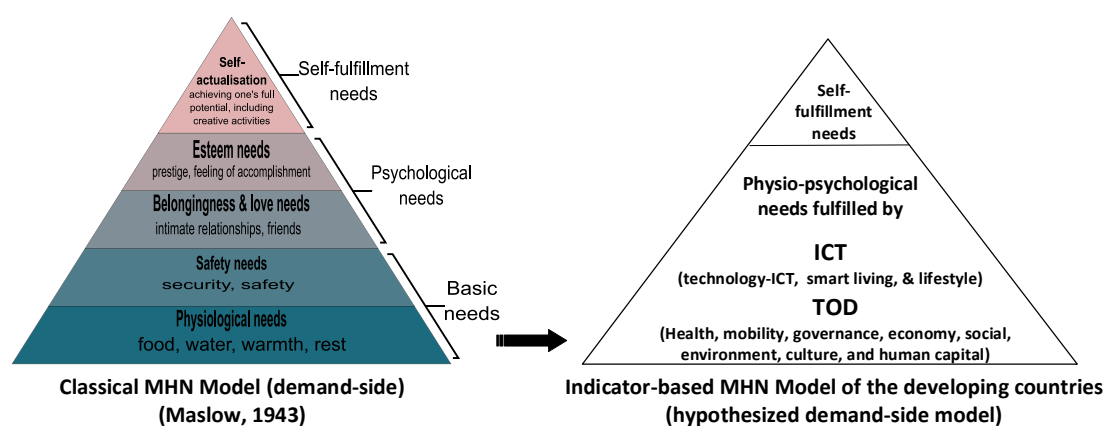 Self-
actualisation
achieving one's full
potential, including
creative activities
Self-fulfillment
needs
Esteem needs
prestige, feeling of accomplishment
Psychological
needs
Belongingness & love needs
intimate relationships, friends
Safety needs
security, safety
Basic
needs
Physiological needs
food, water, warmth, rest
Classical MHN Model (demand-side)
(Maslow, 1943)
Self-
fulfillment
needs
Physio-psychological
needs fulfilled by
ICT
(technology-ICT, smart living, & lifestyle)
TOD
(Health, mobility, governance, economy, social,
environment, culture, and human capital)
Indicator-based MHN Model of the developing countries
(hypothesized demand-side model)